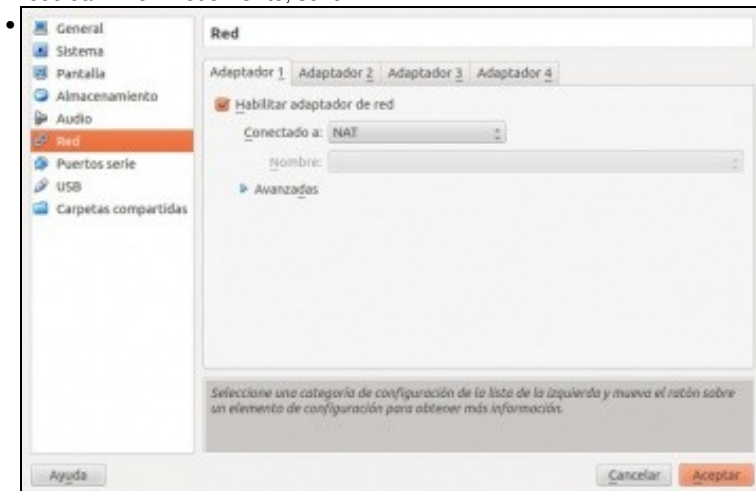 General
Sistema
Pantalla
Almacenamiento
Audio
Red
Puertos serie
USB
Carpetas compartidas
Red
Adaptador 1 Adaptador 2 Adaptador 3 Adaptador 4
Habilitar adaptador de red
Conectado a: NAT
Nombre:
Avanzadas
Seleccione una categoría de configuración de la lista de la izquierda y mueva el ratón sobre
un elemento de configuración para obtener más información.
Ayuda Cancelar Aceptar